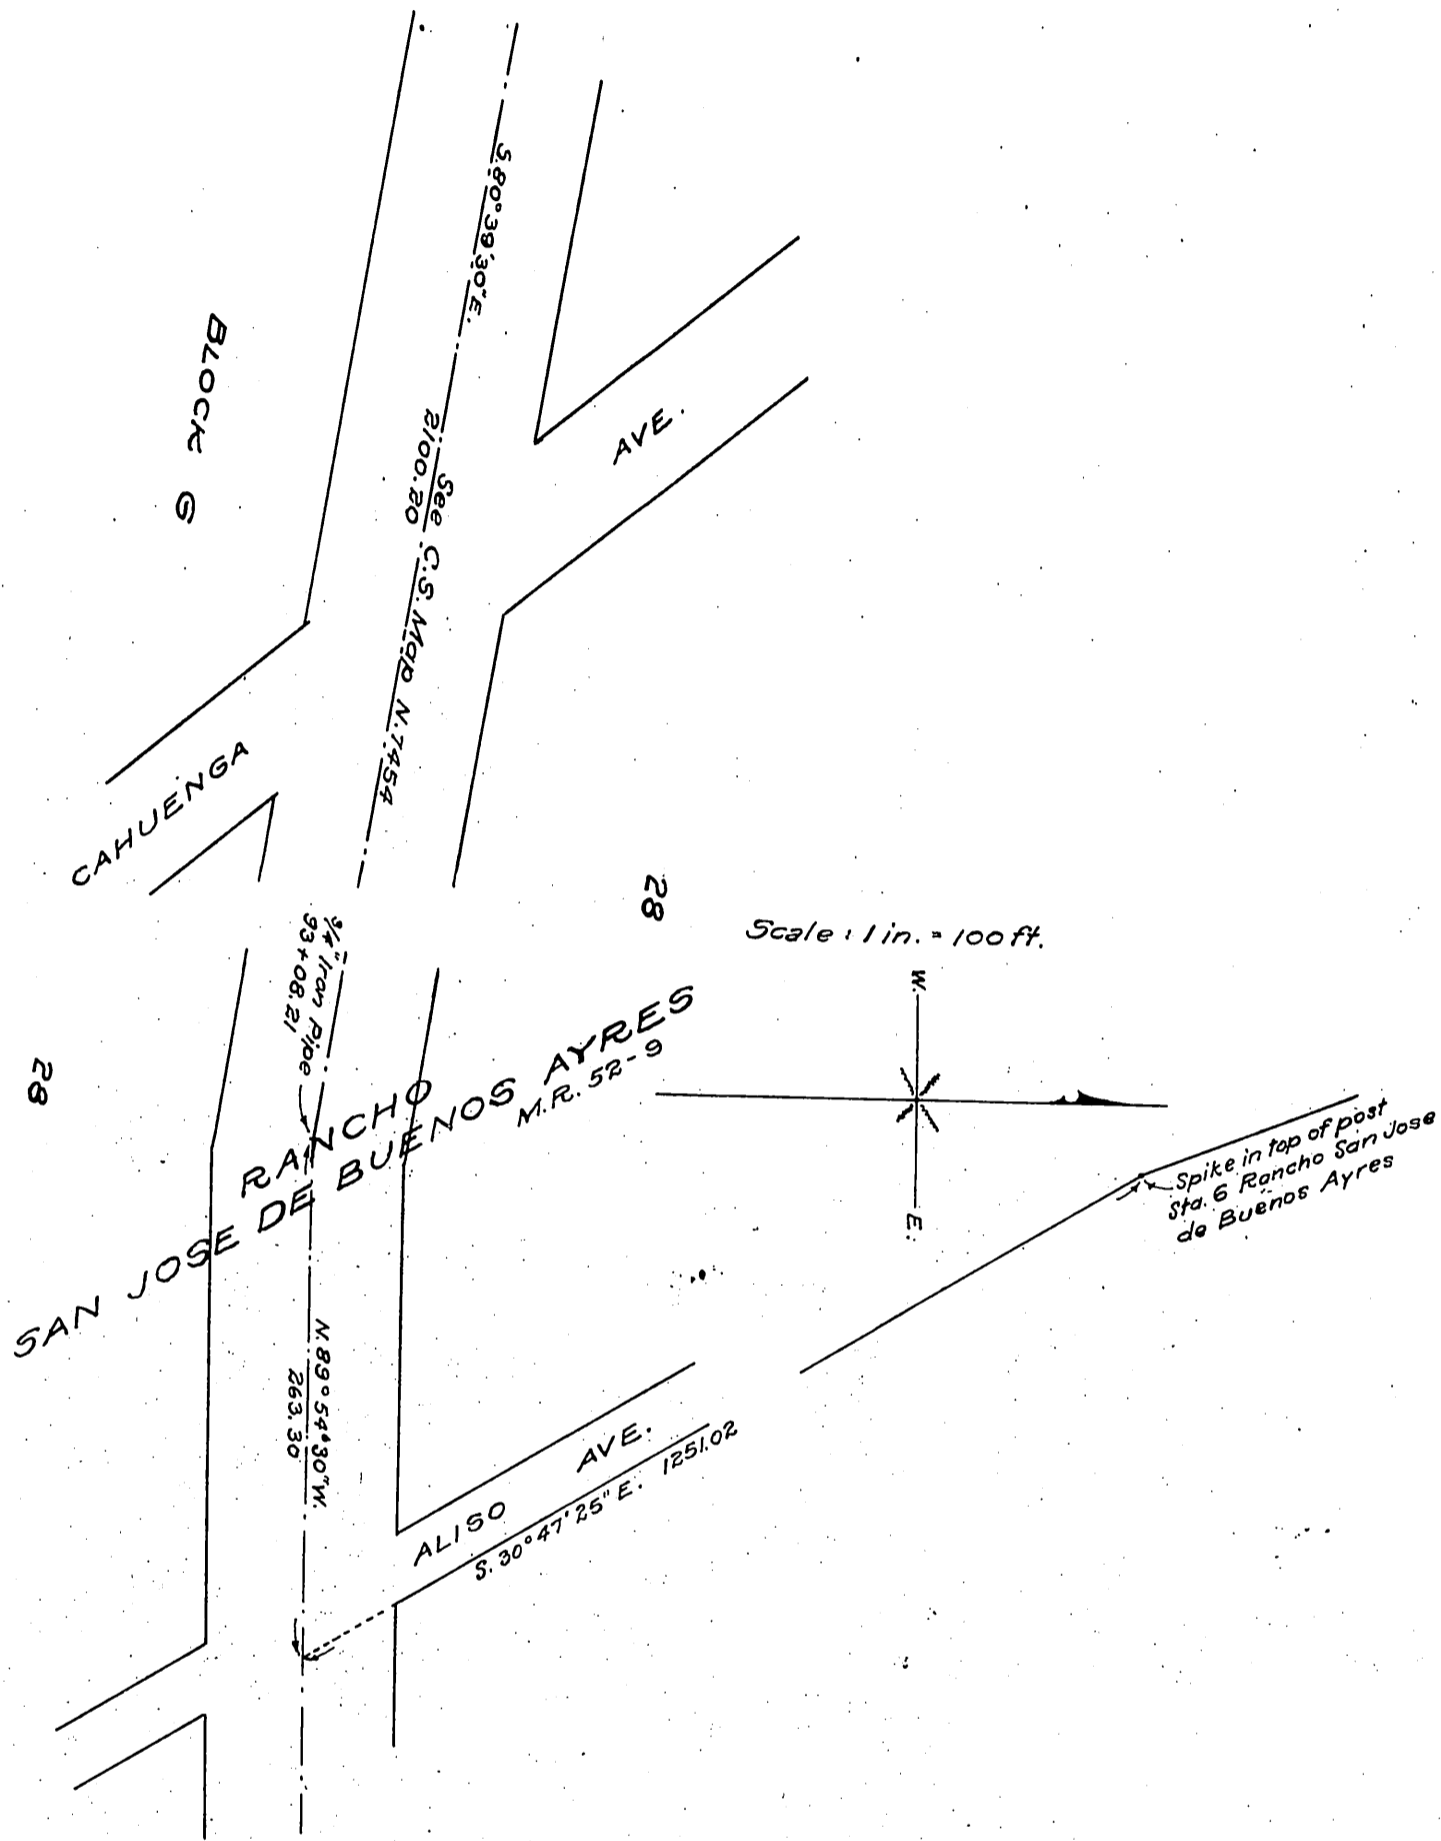 S.80°39'30"E.
2100.20
See C.S. Map N.7454
BLOCK G
AVE.
CAHUENGA
28
Scale: 1 in. = 100 ft.
3/4" Iron Pipe
93+08.21
W.
E.
28
RANCHO
SAN JOSE DE BUENOS AYRES
M.R. 52-9
Spike in top of post
Sta. 6 Rancho San Jose
de Buenos Ayres
N.89°54'30"W.
263.30
ALISO AVE.
S.30°47'25"E. 1251.02